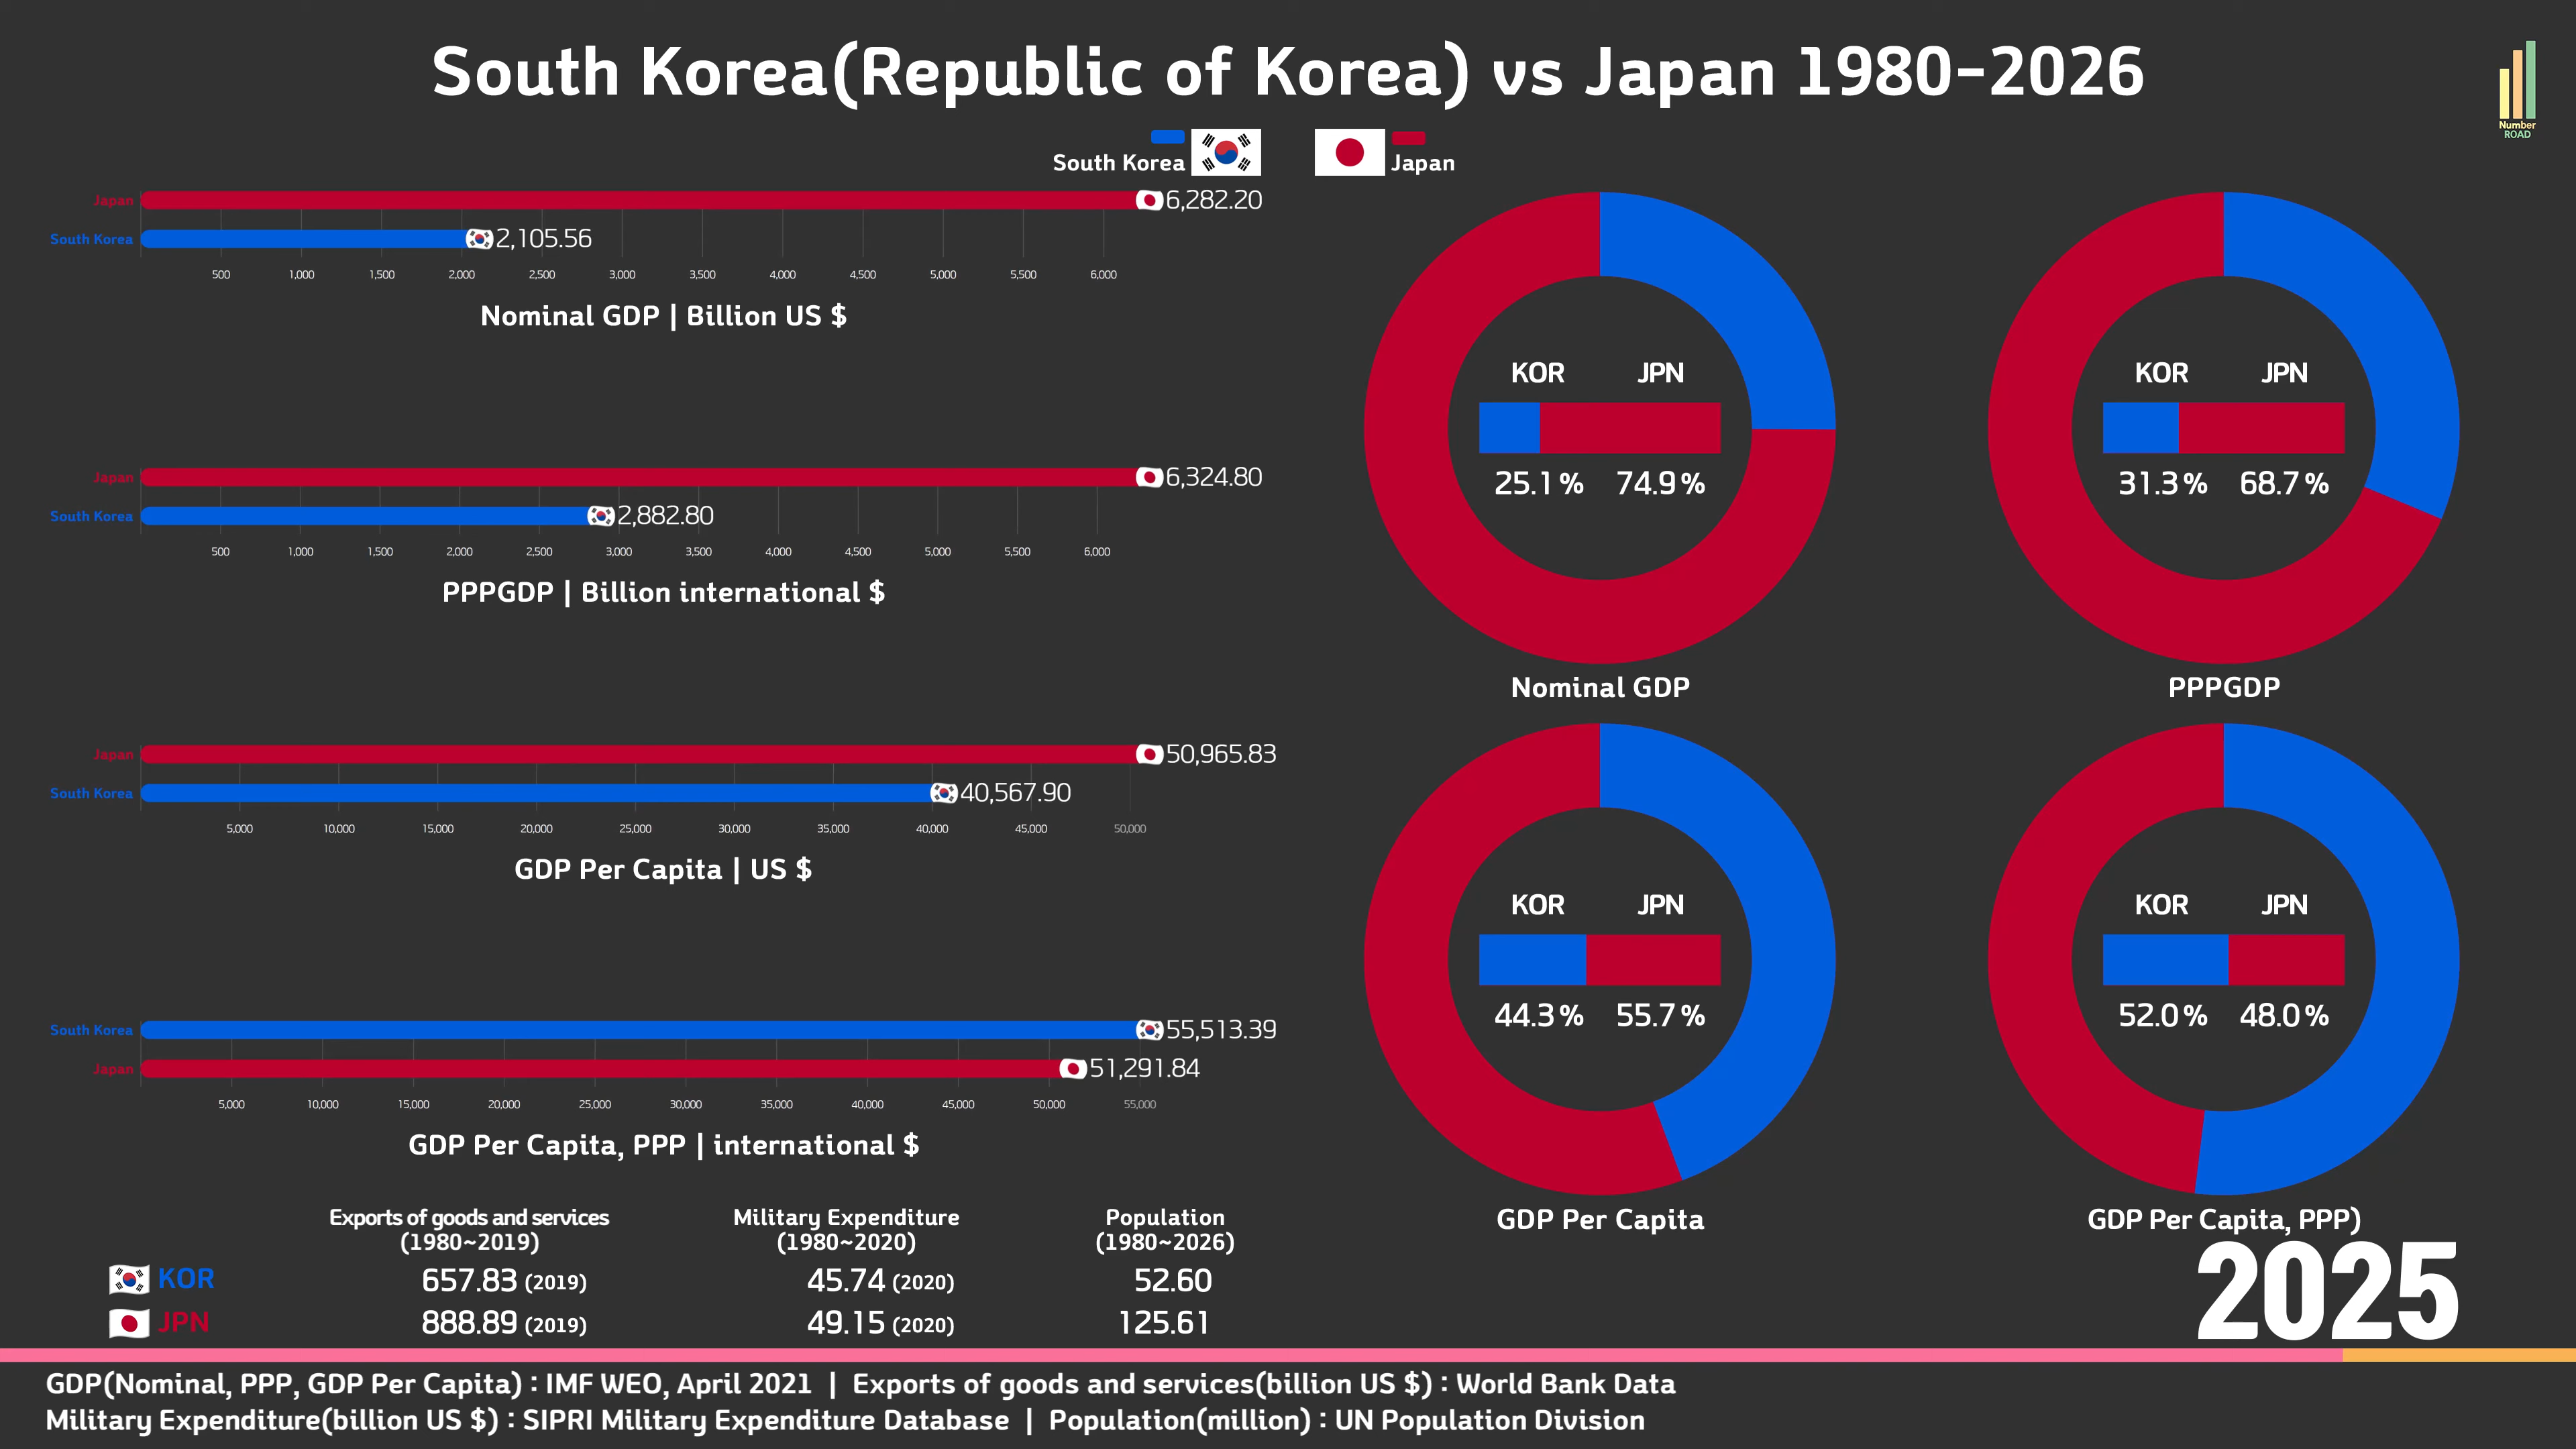 South Korea(Republic of Korea) vs Japan 1980-2026
Number
ROAD
South Korea
Japan
Japan
6,282.20
South Korea
2,105.56
500 1,000 1,500 2,000 2,500 3,000 3,500 4,000 4,500 5,000 5,500 6,000
Nominal GDP | Billion US $
Japan
6,324.80
South Korea
2,882.80
500 1,000 1,500 2,000 2,500 3,000 3,500 4,000 4,500 5,000 5,500 6,000
PPPGDP | Billion international $
Japan
50,965.83
South Korea
40,567.90
5,000 10,000 15,000 20,000 25,000 30,000 35,000 40,000 45,000 50,000
GDP Per Capita | US $
South Korea
55,513.39
Japan
51,291.84
5,000 10,000 15,000 20,000 25,000 30,000 35,000 40,000 45,000 50,000 55,000
GDP Per Capita, PPP | international $
KOR JPN
25.1 % 74.9 %
Nominal GDP
KOR JPN
31.3 % 68.7 %
PPPGDP
KOR JPN
44.3 % 55.7 %
GDP Per Capita
KOR JPN
52.0 % 48.0 %
GDP Per Capita, PPP)
Exports of goods and services Military Expenditure Population
(1980~2019) (1980~2020) (1980~2026)
KOR 657.83 (2019) 45.74 (2020) 52.60
JPN 888.89 (2019) 49.15 (2020) 125.61
2025
GDP(Nominal, PPP, GDP Per Capita) : IMF WEO, April 2021 | Exports of goods and services(billion US $) : World Bank Data
Military Expenditure(billion US $) : SIPRI Military Expenditure Database | Population(million) : UN Population Division